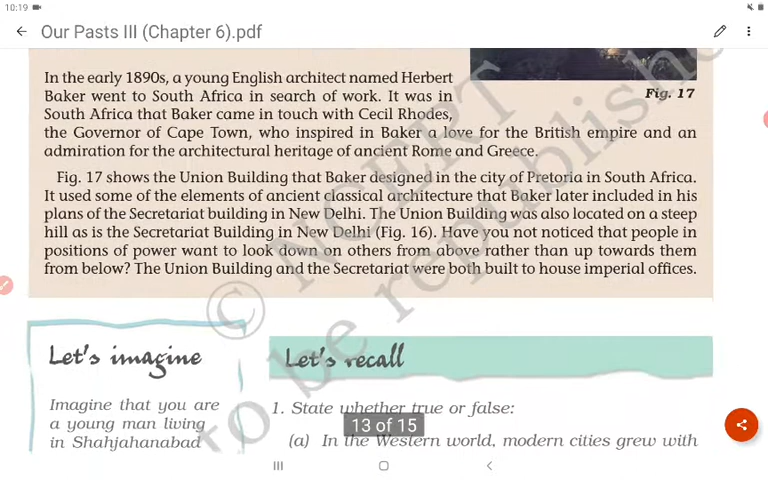 10:19
Our Pasts III (Chapter 6).pdf
In the early 1890s, a young English architect named Herbert
Baker went to South Africa in search of work. It was in
South Africa that Baker came in touch with Cecil Rhodes,
the Governor of Cape Town, who inspired in Baker a love for the British empire and an
admiration for the architectural heritage of ancient Rome and Greece.
Fig. 17
Fig. 17 shows the Union Building that Baker designed in the city of Pretoria in South Africa.
It used some of the elements of ancient classical architecture that Baker later included in his
plans of the Secretariat building in New Delhi. The Union Building was also located on a steep
hill as is the Secretariat Building in New Delhi (Fig. 16). Have you not noticed that people in
positions of power want to look down on others from above rather than up towards them
from below? The Union Building and the Secretariat were both built to house imperial offices.
© NCERT
to be republishe
Let's imagine
Imagine that you are
a young man living
in Shahjahanabad
Let's recall
1. State whether true or false:
13 of 15
(a) In the Western world, modern cities grew with